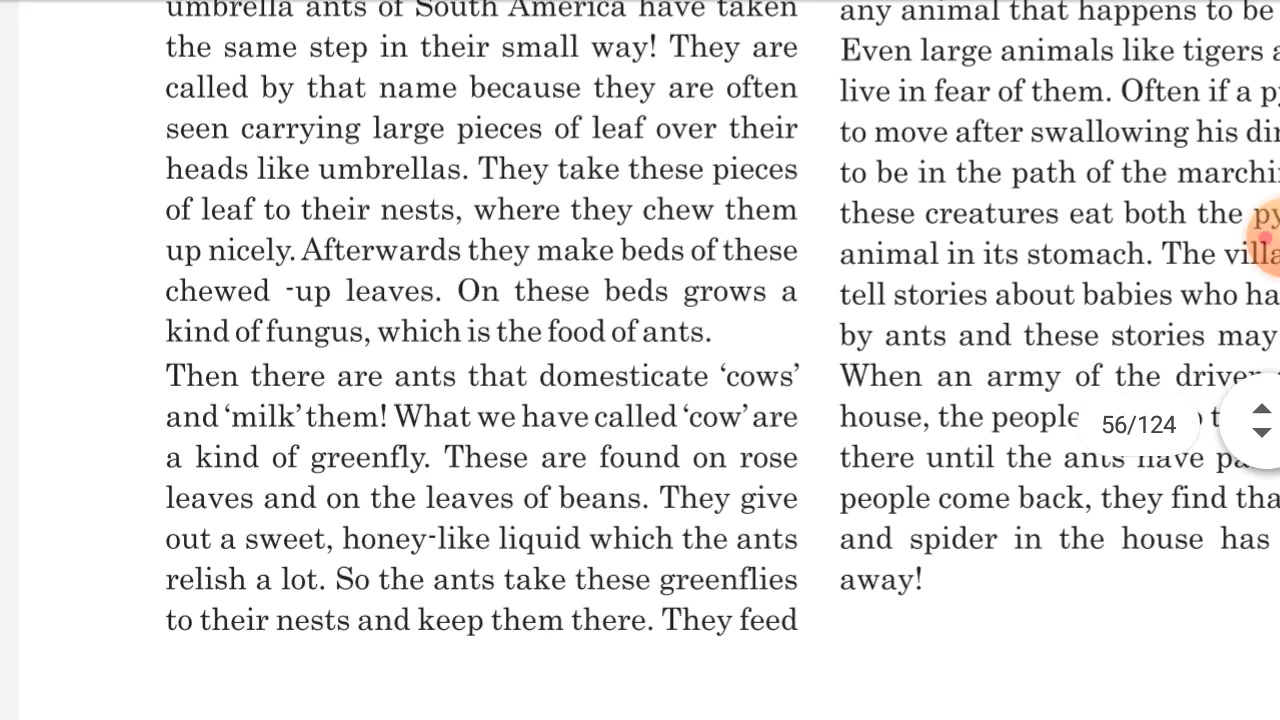 umbrella ants of South America have taken
the same step in their small way! They are
called by that name because they are often
seen carrying large pieces of leaf over their
heads like umbrellas. They take these pieces
of leaf to their nests, where they chew them
up nicely. Afterwards they make beds of these
chewed -up leaves. On these beds grows a
kind of fungus, which is the food of ants.
Then there are ants that domesticate ‘cows’
and ‘milk’ them! What we have called ‘cow’ are
a kind of greenfly. These are found on rose
leaves and on the leaves of beans. They give
out a sweet, honey-like liquid which the ants
relish a lot. So the ants take these greenflies
to their nests and keep them there. They feed
any animal that happens to be
Even large animals like tigers
live in fear of them. Often if a
to move after swallowing his
to be in the path of the
these creatures eat both the
animal in its stomach. The
tell stories about babies who
by ants and these stories may
When an army of the driver
house, the people
there until the ants have
people come back, they find
and spider in the house has
away!
56/124